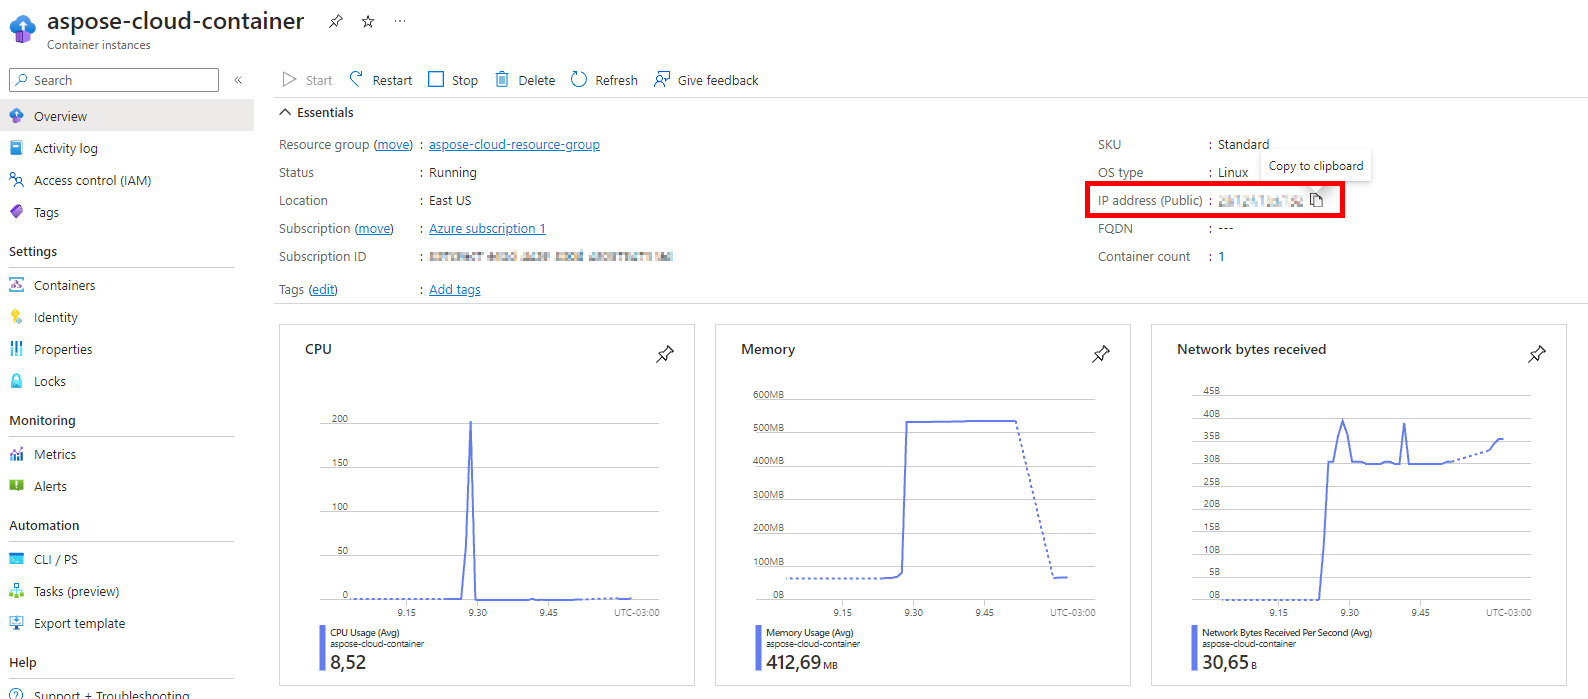 aspose-cloud-container
Container instances
Search
«
Start
Restart
Stop
Delete
Refresh
Give feedback
Overview
Activity log
Access control (IAM)
Tags
Settings
Containers
Identity
Properties
Locks
Monitoring
Metrics
Alerts
Automation
CLI / PS
Tasks (preview)
Export template
Help
Support + Troubleshooting
Essentials
Resource group (move) : aspose-cloud-resource-group
Status : Running
Location : East US
Subscription (move) : Azure subscription 1
Subscription ID :
Tags (edit) : Add tags
SKU : Standard
Copy to clipboard
OS type : Linux
IP address (Public) :
FQDN : ---
Container count : 1
CPU
200
150
100
50
0
9.15 9.30 9.45 UTC-03:00
CPU Usage (Avg)
aspose-cloud-container
8,52
Memory
600MB
500MB
400MB
300MB
200MB
100MB
0B
9.15 9.30 9.45 UTC-03:00
Memory Usage (Avg)
aspose-cloud-container
412,69 MB
Network bytes received
45B
40B
35B
30B
25B
20B
15B
10B
5B
0B
9.15 9.30 9.45 UTC-03:00
Network Bytes Received Per Second (Avg)
aspose-cloud-container
30,65 B